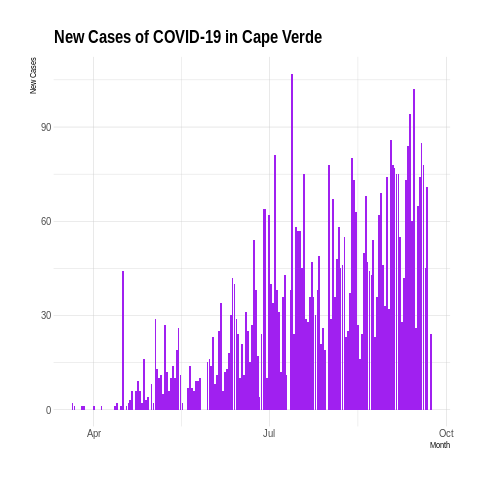 New Cases of COVID-19 in Cape Verde
New Cases
90
60
30
0
Apr
Jul
Oct
Month